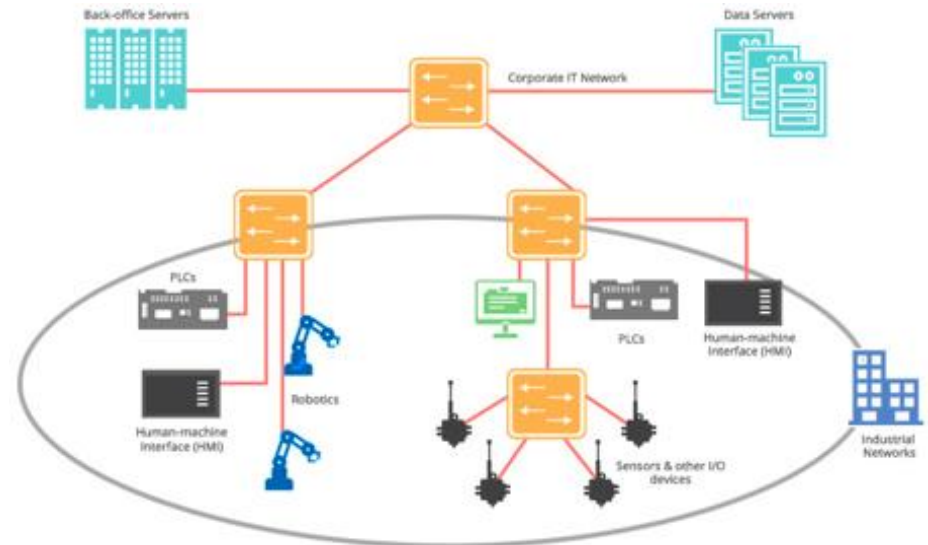 Back-office Servers
Data Servers
Corporate IT Network
PLCs
Human-machine
Interface (HMI)
Robotics
PLCs
Human-machine
Interface (HMI)
Sensors & other I/O
devices
Industrial
Networks